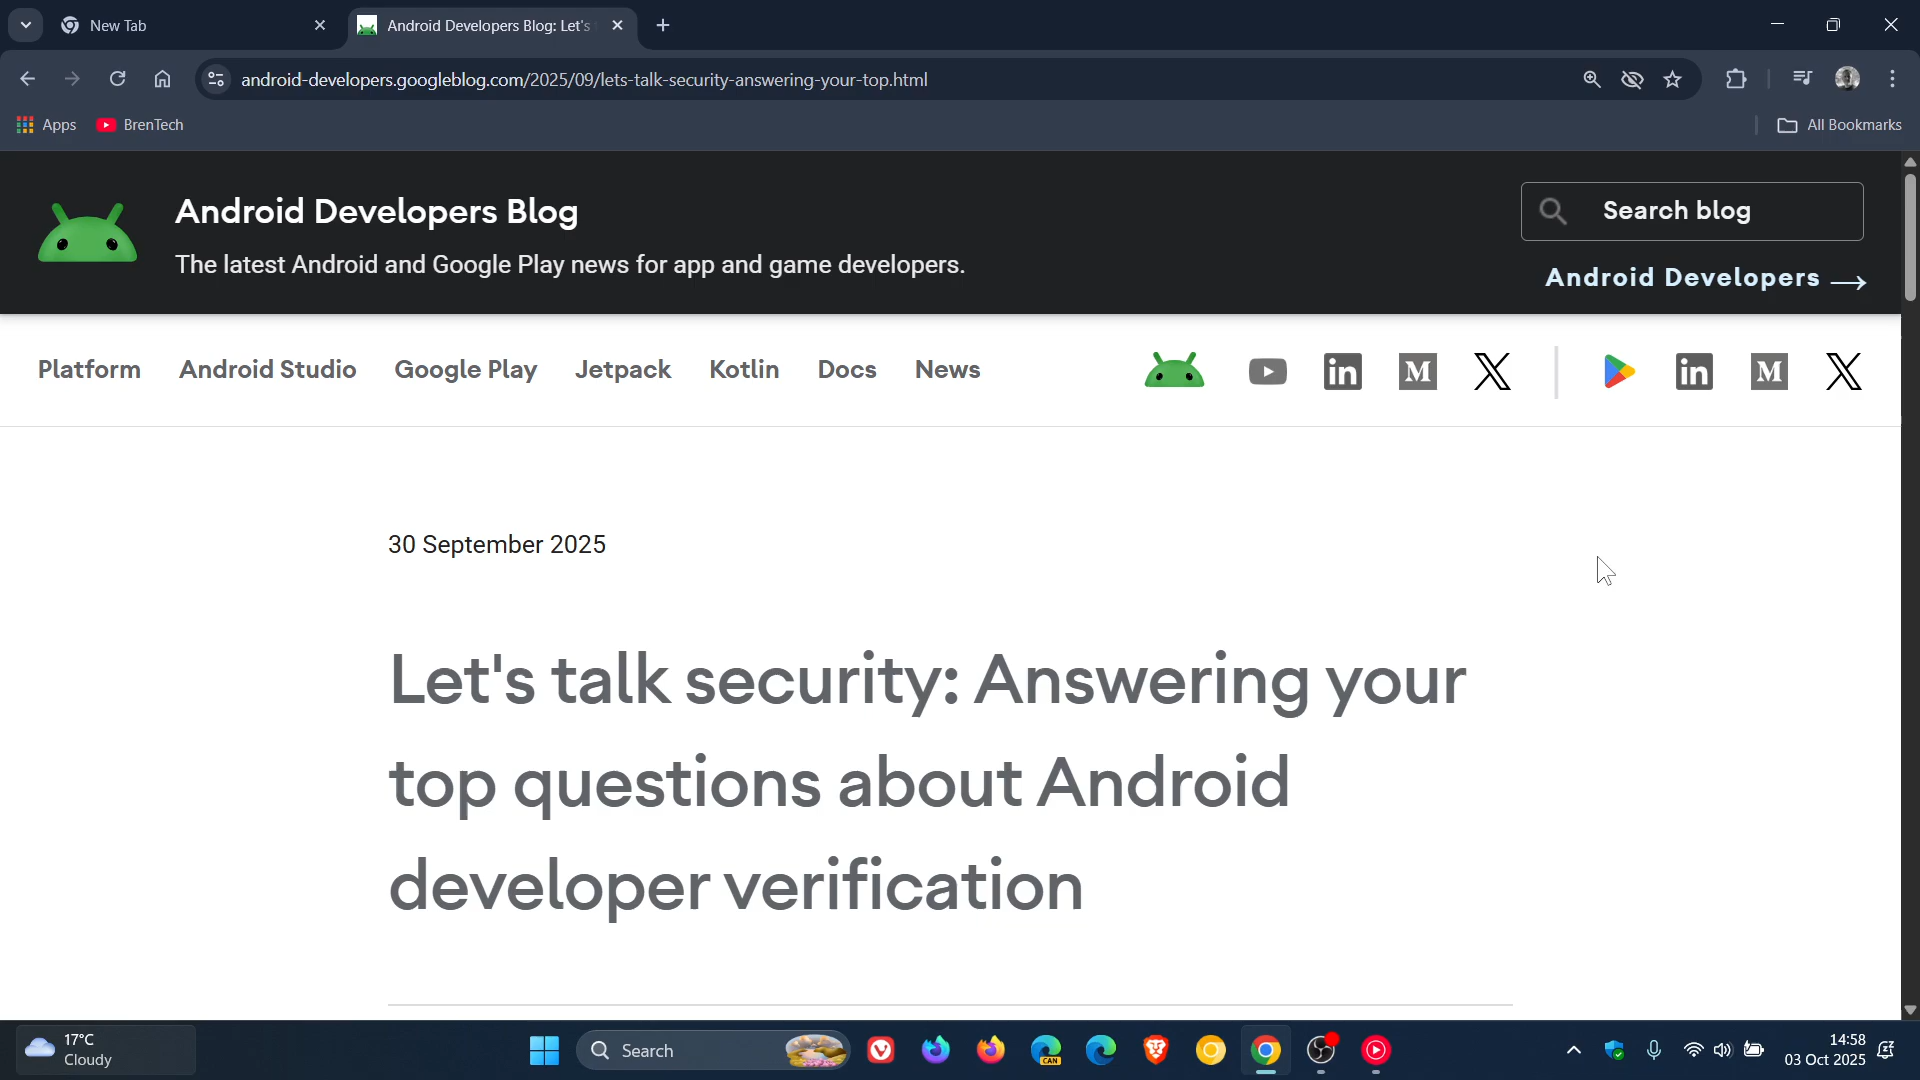 New Tab
Android Developers Blog: Let's
android-developers.googleblog.com/2025/09/lets-talk-security-answering-your-top.html
Apps
BrenTech
All Bookmarks
Android Developers Blog
The latest Android and Google Play news for app and game developers.
Search blog
Android Developers
Platform
Android Studio
Google Play
Jetpack
Kotlin
Docs
News
30 September 2025
Let's talk security: Answering your
top questions about Android
developer verification
17°C
Cloudy
Search
CAN
14:58
03 Oct 2025